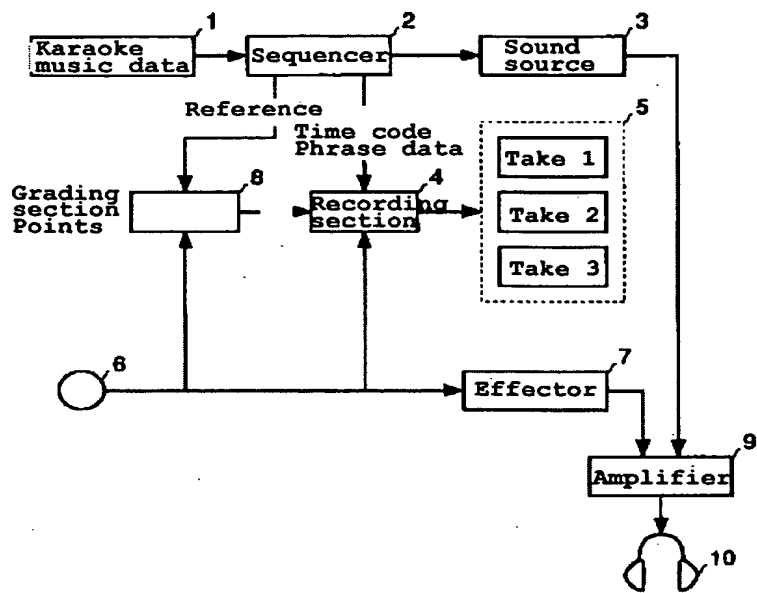 1
2
3
Karaoke
music data
Sequencer
Sound
source
Reference
Time code
Phrase data
5
Take 1
Take 2
Take 3
8
4
Grading
section
Points
Recording
section
6
7
Effector
9
Amplifier
10